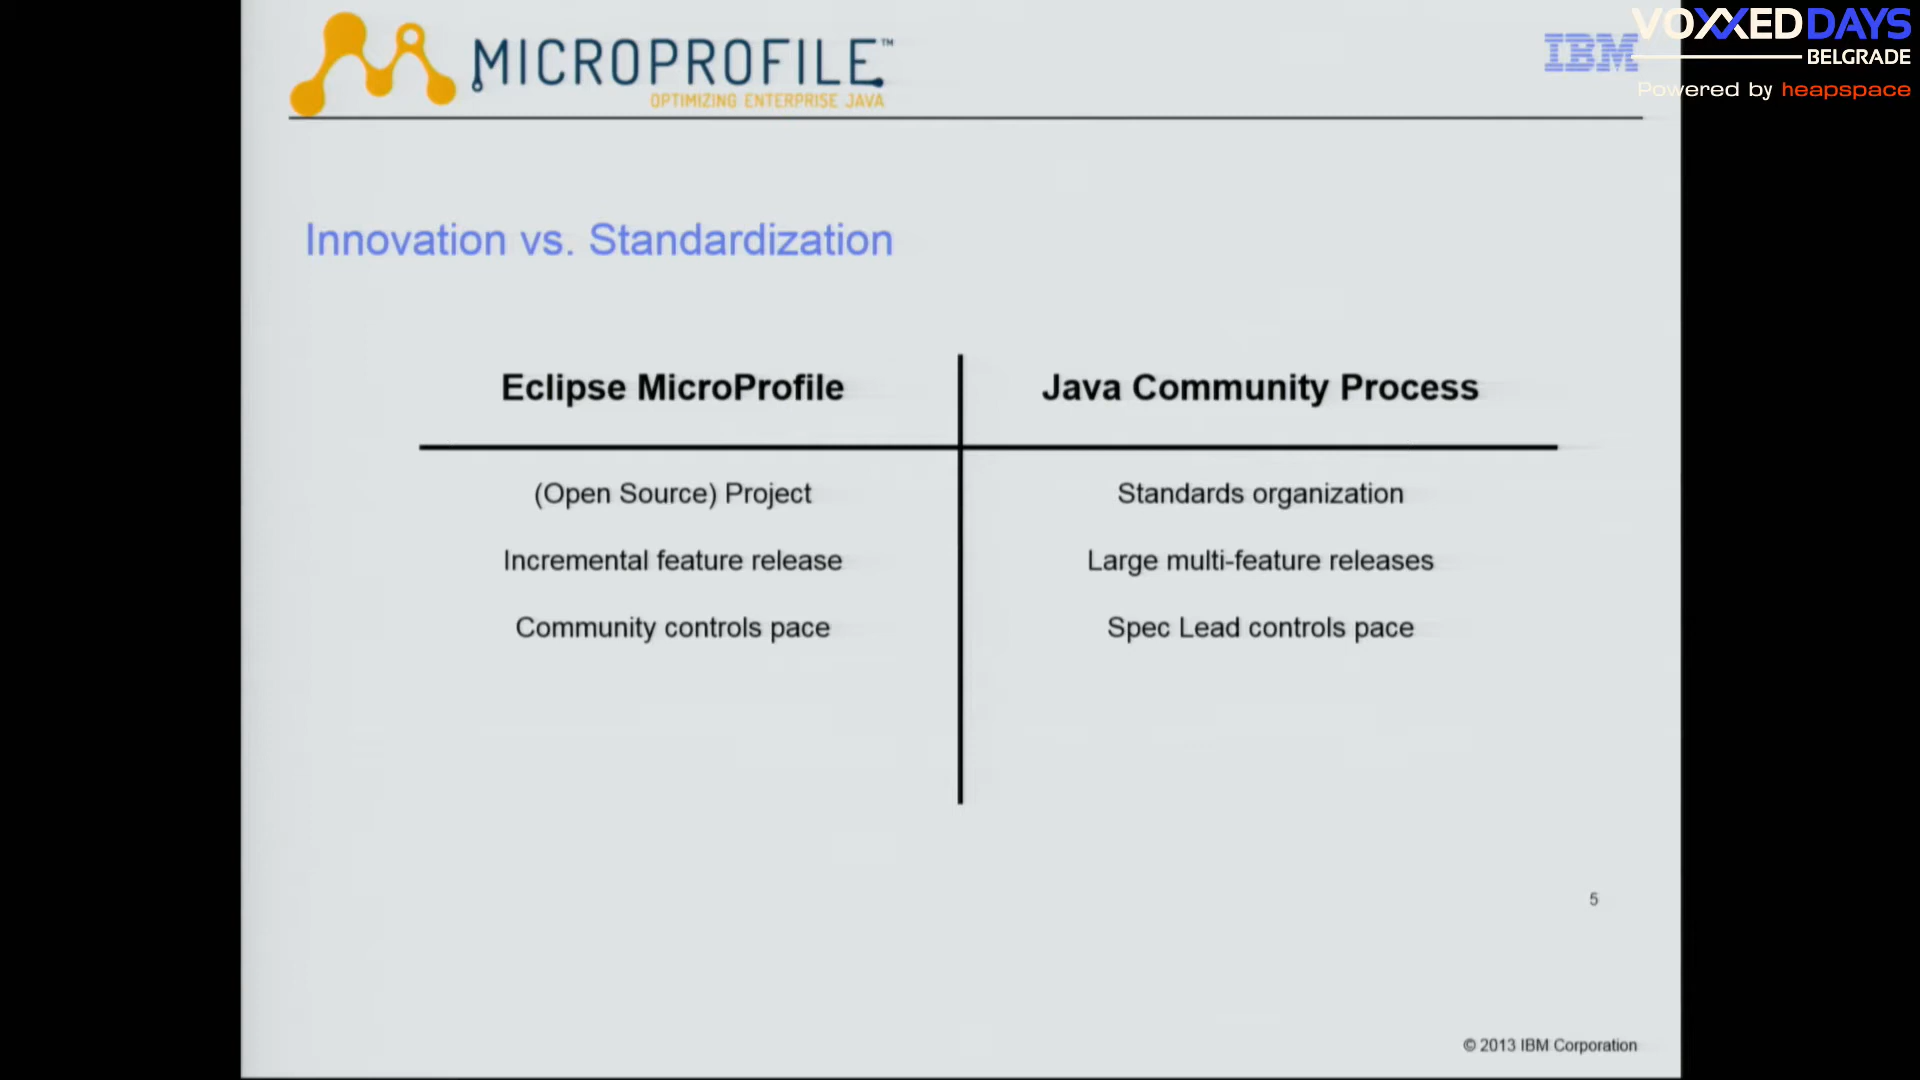 MICROPROFILE™
OPTIMIZING ENTERPRISE JAVA
IBM
VOXXED DAYS
BELGRADE
Powered by heapspace
Innovation vs. Standardization
Eclipse MicroProfile
Java Community Process
(Open Source) Project
Standards organization
Incremental feature release
Large multi-feature releases
Community controls pace
Spec Lead controls pace
5
© 2013 IBM Corporation